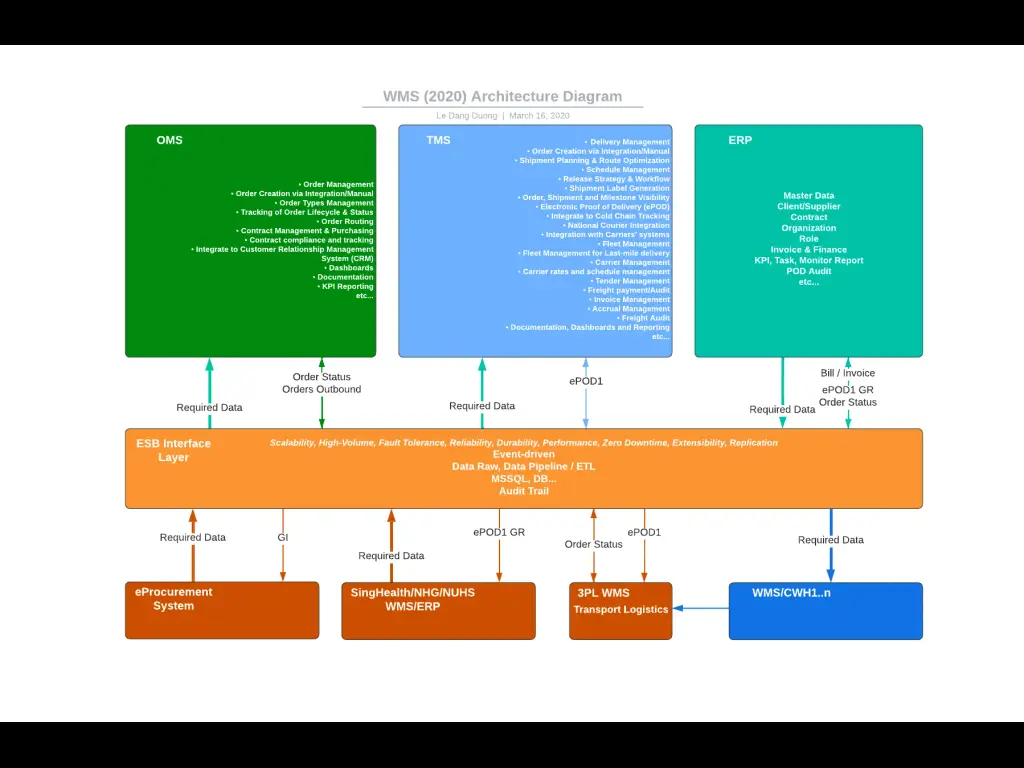 WMS (2020) Architecture Diagram
Le Dang Duong | March 16, 2020
OMS
• Order Management
• Order Creation via Integration/Manual
• Order Types Management
• Tracking of Order Lifecycle & Status
• Order Routing
• Contract Management & Purchasing
• Contract compliance and tracking
• Integrate to Customer Relationship Management
System (CRM)
• Dashboards
• Documentation
• KPI Reporting
etc...
TMS
• Delivery Management
• Order Creation via Integration/Manual
• Shipment Planning & Route Optimization
• Schedule Management
• Release Strategy & Workflow
• Shipment Label Generation
• Order, Shipment and Milestone Visibility
• Electronic Proof of Delivery (ePOD)
• Integrate to Cold Chain Tracking
• National Courier Integration
• Integration with Carriers' systems
• Fleet Management
• Fleet Management for Last-mile delivery
• Carrier Management
• Carrier rates and schedule management
• Tender Management
• Freight payment/Audit
• Invoice Management
• Accrual Management
• Freight Audit
• Documentation, Dashboards and Reporting
etc...
ERP
Master Data
Client/Supplier
Contract
Organization
Role
Invoice & Finance
KPI, Task, Monitor Report
POD Audit
etc...
Required Data
Order Status
Orders Outbound
Required Data
ePOD1
Required Data
Bill / Invoice
ePOD1 GR
Order Status
ESB Interface
Layer
Scalability, High-Volume, Fault Tolerance, Reliability, Durability, Performance, Zero Downtime, Extensibility, Replication
Event-driven
Data Raw, Data Pipeline / ETL
MSSQL, DB...
Audit Trail
Required Data
GI
Required Data
ePOD1 GR
Order Status
ePOD1
Required Data
eProcurement
System
SingHealth/NHG/NUHS
WMS/ERP
3PL WMS
Transport Logistics
WMS/CWH1..n